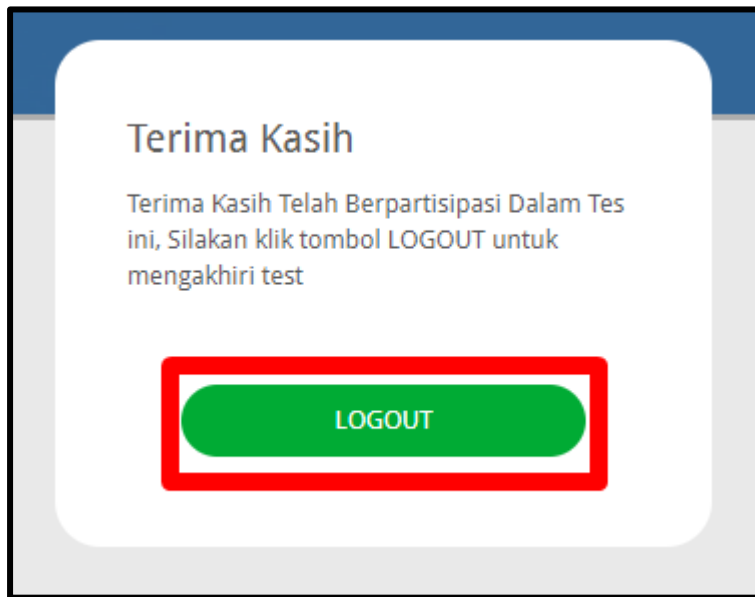 Terima Kasih
Terima Kasih Telah Berpartisipasi Dalam Tes
ini, Silakan klik tombol LOGOUT untuk
mengakhiri test
LOGOUT